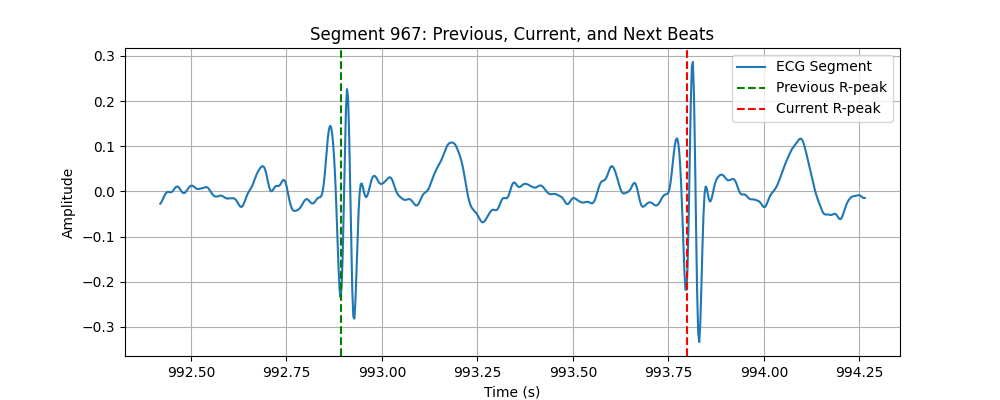 Segment 967: Previous, Current, and Next Beats
ECG Segment
Previous R-peak
Current R-peak
Amplitude
0.3
0.2
0.1
0.0
−0.1
−0.2
−0.3
992.50 992.75 993.00 993.25 993.50 993.75 994.00 994.25
Time (s)